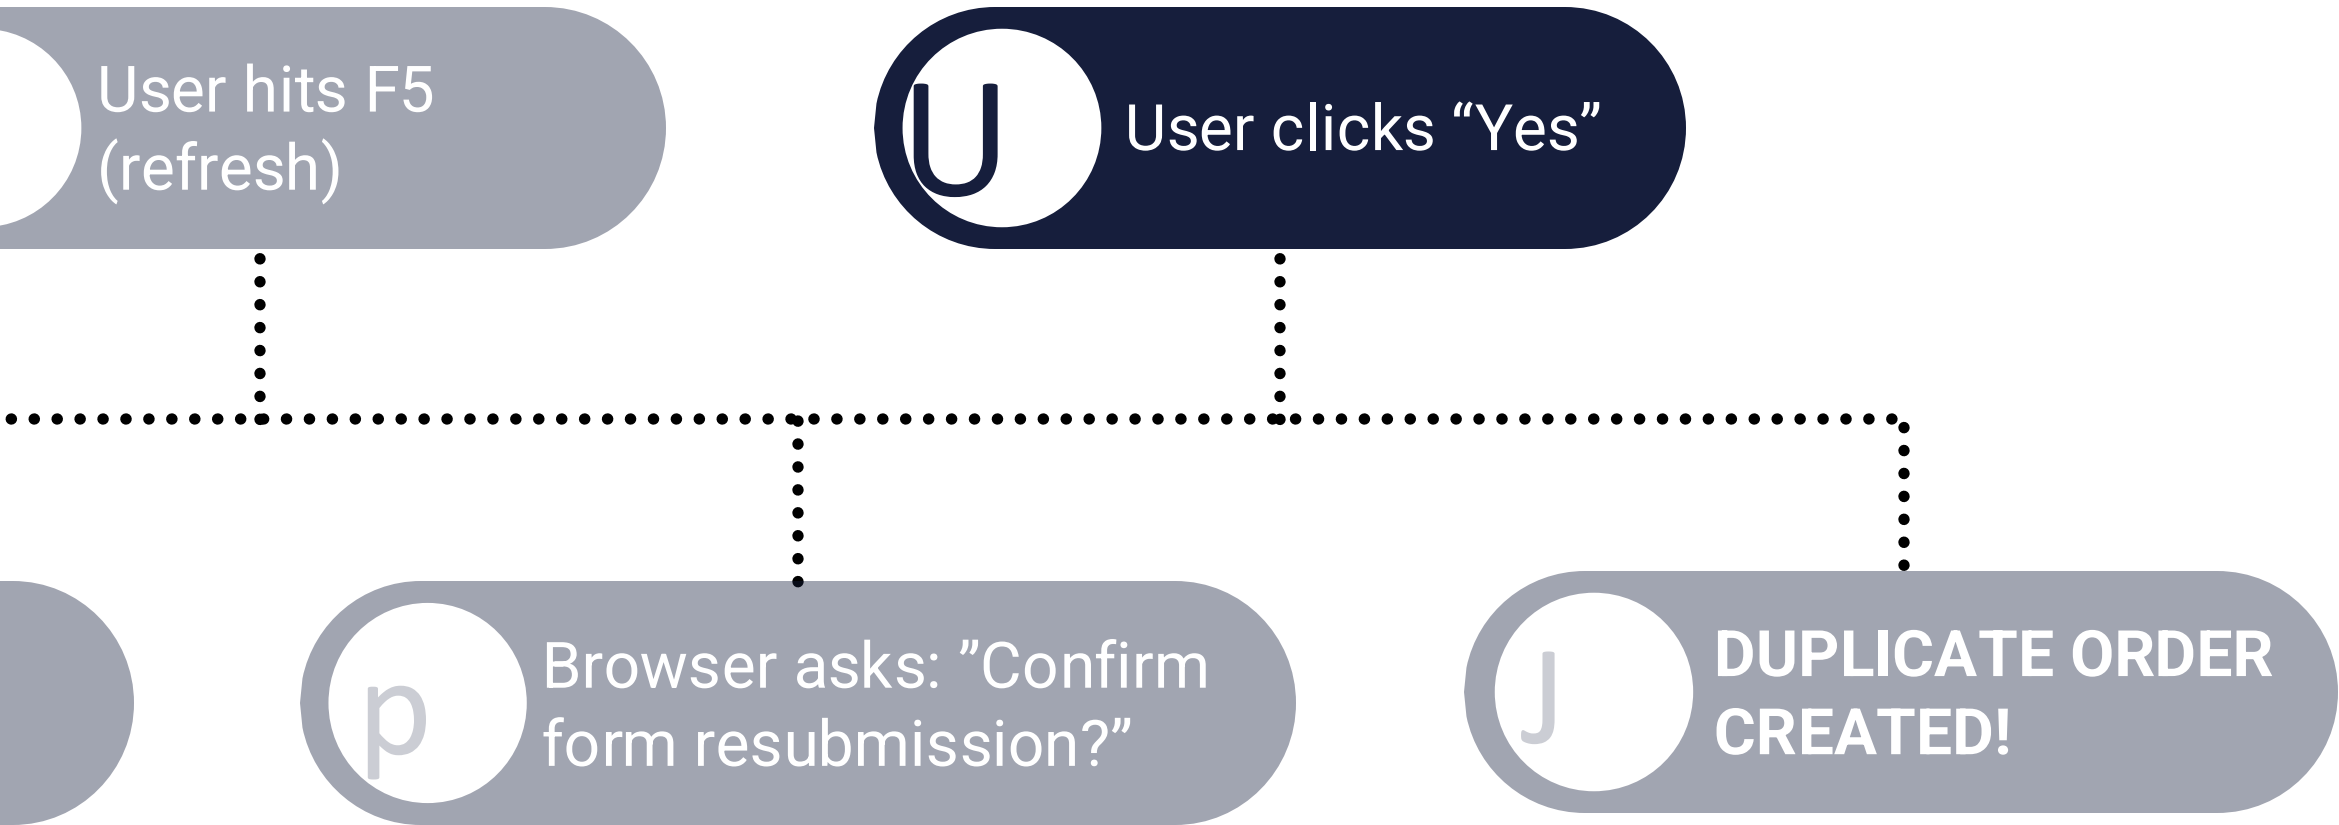 User hits F5
(refresh)
U
User clicks “Yes”
p
Browser asks: ”Confirm
form resubmission?”
J
DUPLICATE ORDER
CREATED!